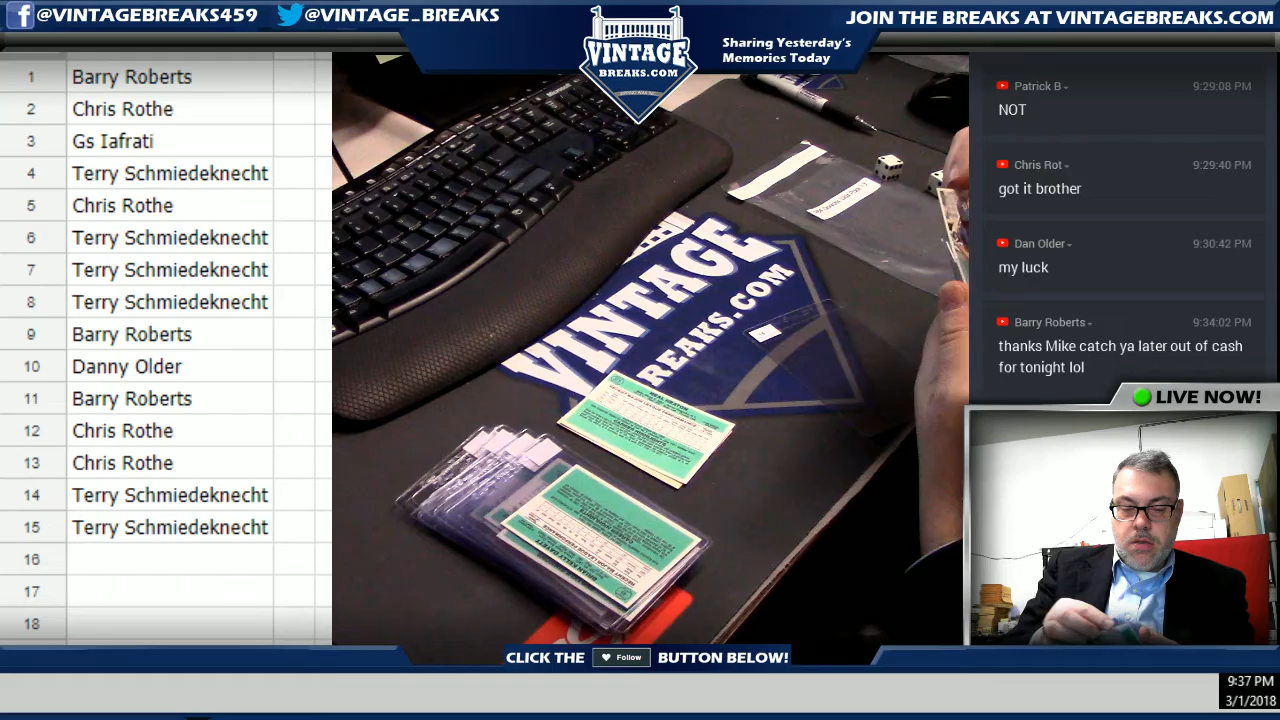 @VINTAGEBREAKS459
@VINTAGE_BREAKS
VINTAGE
BREAKS.COM
Sharing Yesterday's
Memories Today
JOIN THE BREAKS AT VINTAGEBREAKS.COM
1 Barry Roberts
2 Chris Rothe
3 Gs Iafrati
4 Terry Schmiedeknecht
5 Chris Rothe
6 Terry Schmiedeknecht
7 Terry Schmiedeknecht
8 Terry Schmiedeknecht
9 Barry Roberts
10 Danny Older
11 Barry Roberts
12 Chris Rothe
13 Chris Rothe
14 Terry Schmiedeknecht
15 Terry Schmiedeknecht
16
17
18
VINTAGE
BREAKS.COM
NEAL HEATON
BRIAN KELLY DAYETT
Patrick B 9:29:08 PM
NOT
Chris Rot 9:29:40 PM
got it brother
Dan Older 9:30:42 PM
my luck
Barry Roberts 9:34:02 PM
thanks Mike catch ya later out of cash
for tonight lol
LIVE NOW!
CLICK THE Follow BUTTON BELOW!
9:37 PM
3/1/2018